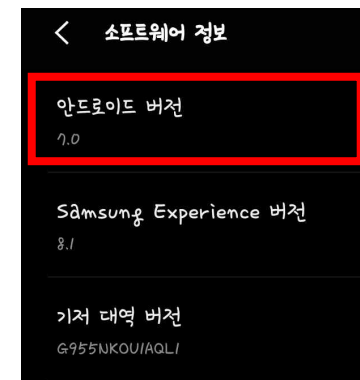 소프트웨어 정보
안드로이드 버전
7.0
Samsung Experience 버전
8.1
기저 대역 버전
G955NKOU1AQL1